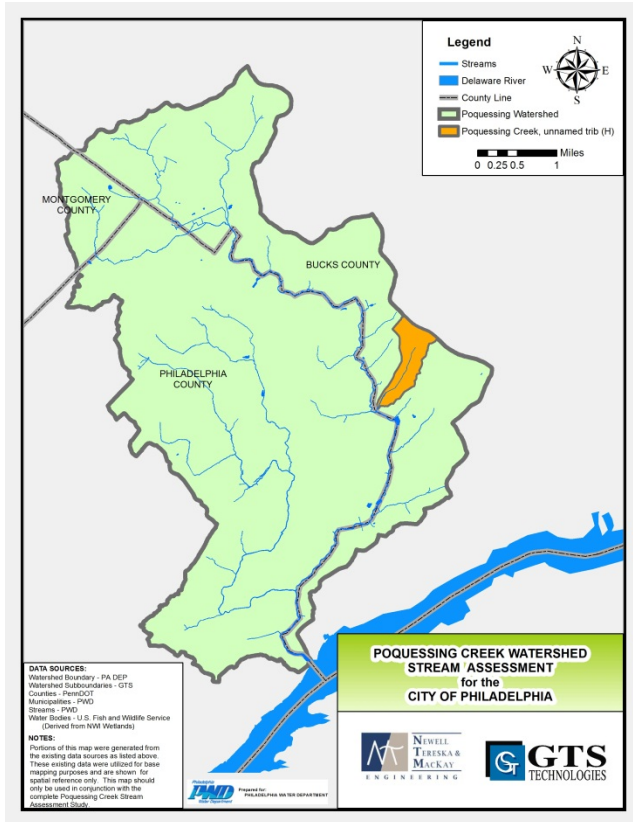 Legend
Streams
Delaware River
County Line
Poquessing Watershed
Poquessing Creek, unnamed trib (H)
N
W E
S
Miles
0 0.25 0.5 1
MONTGOMERY
COUNTY
BUCKS COUNTY
PHILADELPHIA
COUNTY
DATA SOURCES:
Watershed Boundary - PA DEP
Watershed Subboundaries - GTS
Counties - PennDOT
Municipalities - PWD
Streams - PWD
Water Bodies - U.S. Fish and Wildlife Service
(Derived from NWI Wetlands)
NOTES:
Portions of this map were generated from
the existing data sources as listed above.
These existing data were utilized for base
mapping purposes and are shown for
spatial reference only. This map should
only be used in conjunction with the
complete Poquessing Creek Stream
Assessment Study.
Philadelphia
PWD
Water Department
Prepared for:
PHILADELPHIA WATER DEPARTMENT
POQUESSING CREEK WATERSHED
STREAM ASSESSMENT
for the
CITY OF PHILADELPHIA
NEWELL
TERESKA &
MACKAY
ENGINEERING
GTS
TECHNOLOGIES